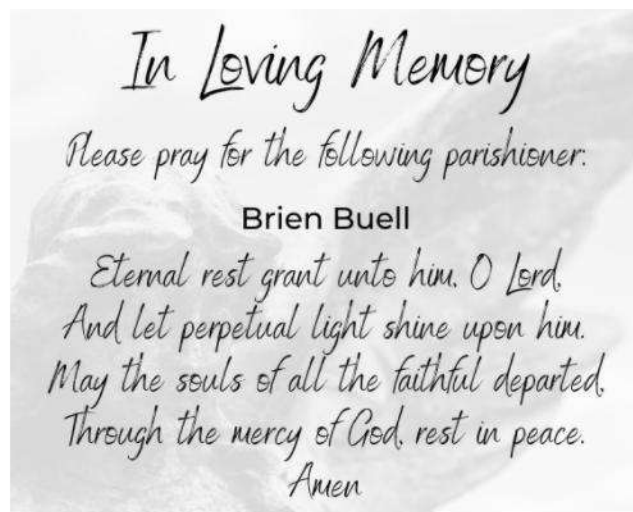 In Loving Memory
Please pray for the following parishioner:
Brien Buell
Eternal rest grant unto him, O Lord,
And let perpetual light shine upon him.
May the souls of all the faithful departed,
Through the mercy of God, rest in peace.
Amen